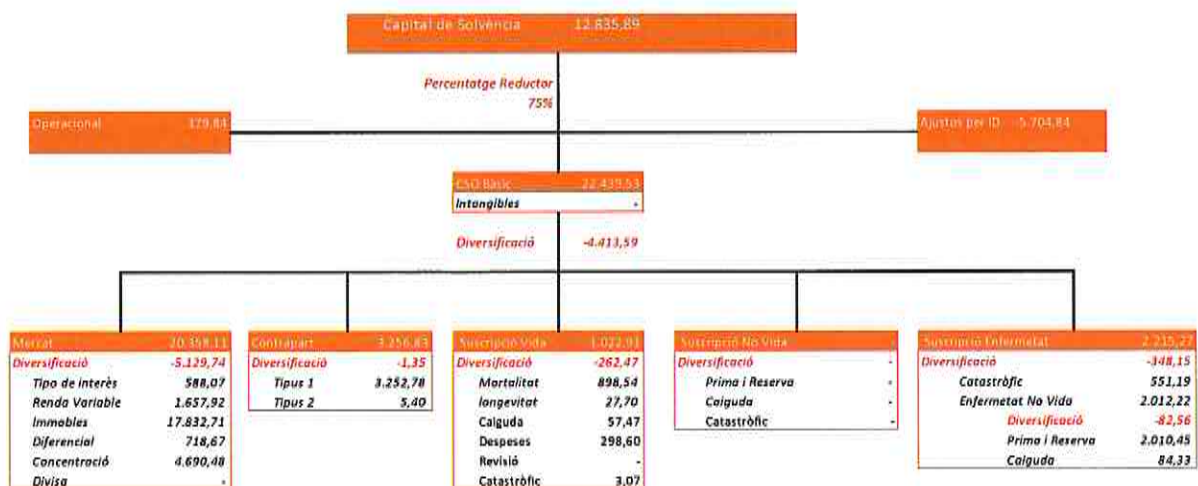 Capital de Solvència 12.835,89
Percentatge Reductor
75%
Operacional 379,84
Ajustos per ID -5.704,84
CSO Bàsic 22.439,53
Intangibles -
Diversificació -4.413,59
Mercat 20.358,11
Diversificació -5.129,74
Tipo de interès 588,07
Renda Variable 1.657,92
Immobles 17.832,71
Diferencial 718,67
Concentració 4.690,48
Divisa -
Contrapart 3.256,83
Diversificació -1,35
Tipus 1 3.252,78
Tipus 2 5,40
Suscripció Vida 1.022,91
Diversificació -262,47
Mortalitat 898,54
longevitat 27,70
Caiguda 57,47
Despeses 298,60
Revisió -
Catastròfic 3,07
Suscripció No Vida -
Diversificació -
Prima i Reserva -
Caiguda -
Catastròfic -
Suscripció Enfermetat 2.215,27
Diversificació -348,15
Catastròfic 551,19
Enfermetat No Vida 2.012,22
Diversificació -82,56
Prima i Reserva 2.010,45
Caiguda 84,33